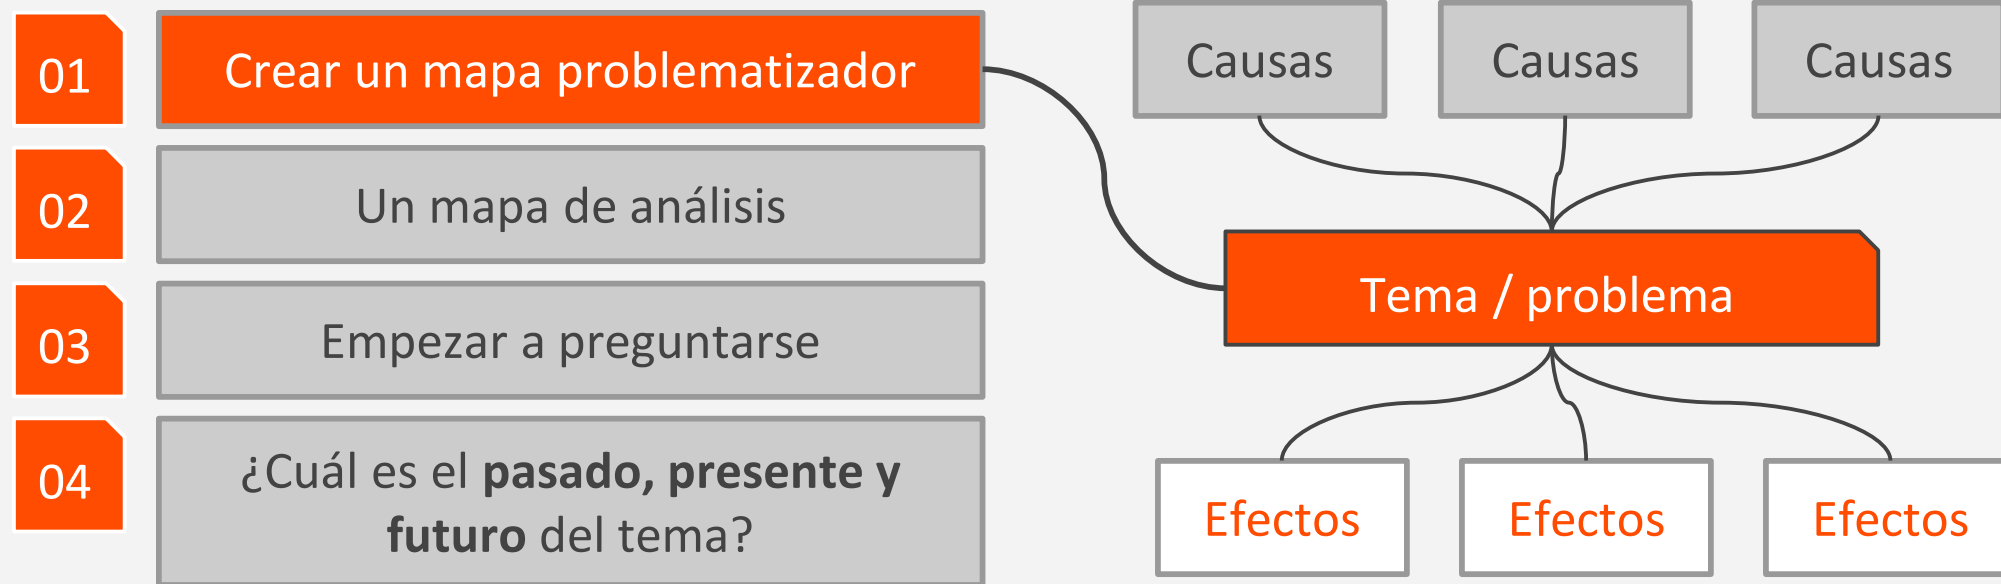 01
Crear un mapa problematizador
02
Un mapa de análisis
03
Empezar a preguntarse
04
¿Cuál es el pasado, presente y
futuro del tema?
Causas
Causas
Causas
Tema / problema
Efectos
Efectos
Efectos